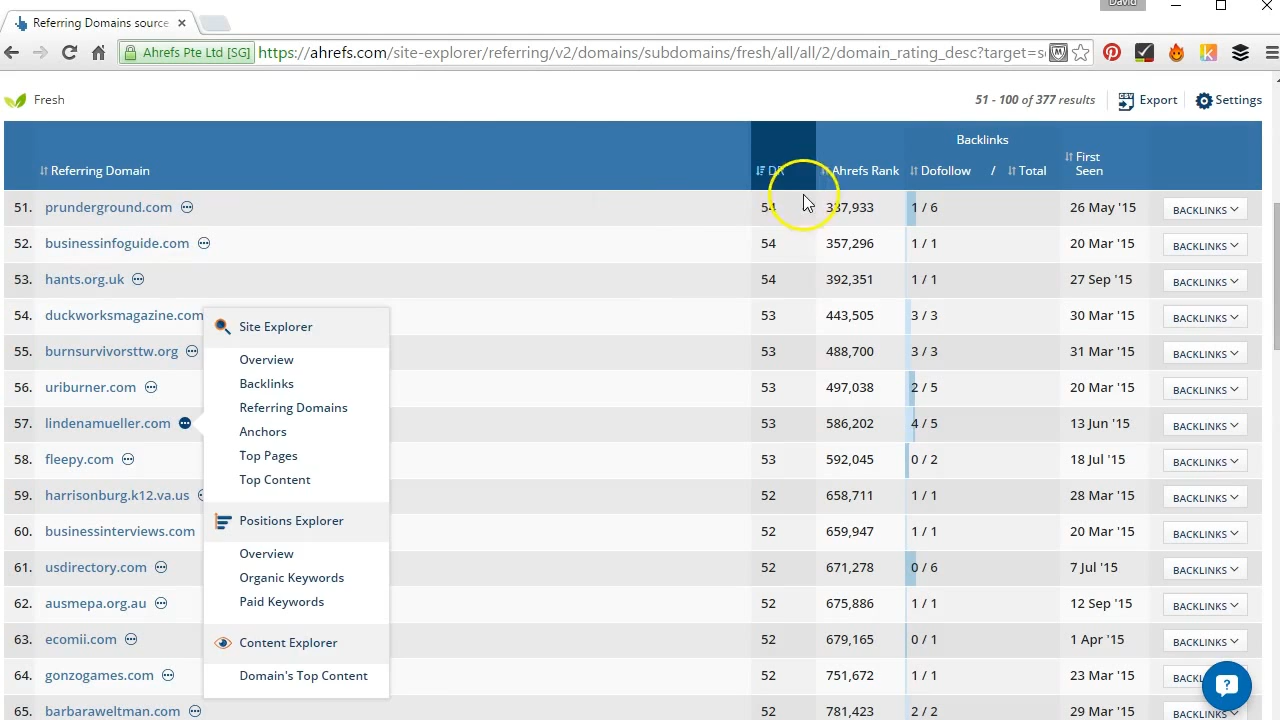 David
Referring Domains source
Ahrefs Pte Ltd [SG] https://ahrefs.com/site-explorer/referring/v2/domains/subdomains/fresh/all/all/2/domain_rating_desc?target=s
Fresh 51 - 100 of 377 results CSV Export Settings
Backlinks
Referring Domain DR Ahrefs Rank Dofollow / Total First Seen
51. prunderground.com 54 337,933 1 / 6 26 May '15 BACKLINKS
52. businessinfoguide.com 54 357,296 1 / 1 20 Mar '15 BACKLINKS
53. hants.org.uk 54 392,351 1 / 1 27 Sep '15 BACKLINKS
54. duckworksmagazine.com 53 443,505 3 / 3 30 Mar '15 BACKLINKS
55. burnsurvivorsttw.org 53 488,700 3 / 3 31 Mar '15 BACKLINKS
56. uriburner.com 53 497,038 2 / 5 20 Mar '15 BACKLINKS
57. lindenamueller.com 53 586,202 4 / 5 13 Jun '15 BACKLINKS
58. fleepy.com 53 592,045 0 / 2 18 Jul '15 BACKLINKS
59. harrisonburg.k12.va.us 52 658,711 1 / 1 28 Mar '15 BACKLINKS
60. businessinterviews.com 52 659,947 1 / 1 20 Mar '15 BACKLINKS
61. usdirectory.com 52 671,278 0 / 6 7 Jul '15 BACKLINKS
62. ausmepa.org.au 52 675,886 1 / 1 12 Sep '15 BACKLINKS
63. ecomii.com 52 679,165 0 / 1 1 Apr '15 BACKLINKS
64. gonzogames.com 52 751,672 1 / 1 23 Mar '15 BACKL
65. barbaraweltman.com 52 781,423 2 / 2 29 Mar '15 BACKLINKS
Site Explorer
Overview
Backlinks
Referring Domains
Anchors
Top Pages
Top Content
Positions Explorer
Overview
Organic Keywords
Paid Keywords
Content Explorer
Domain's Top Content